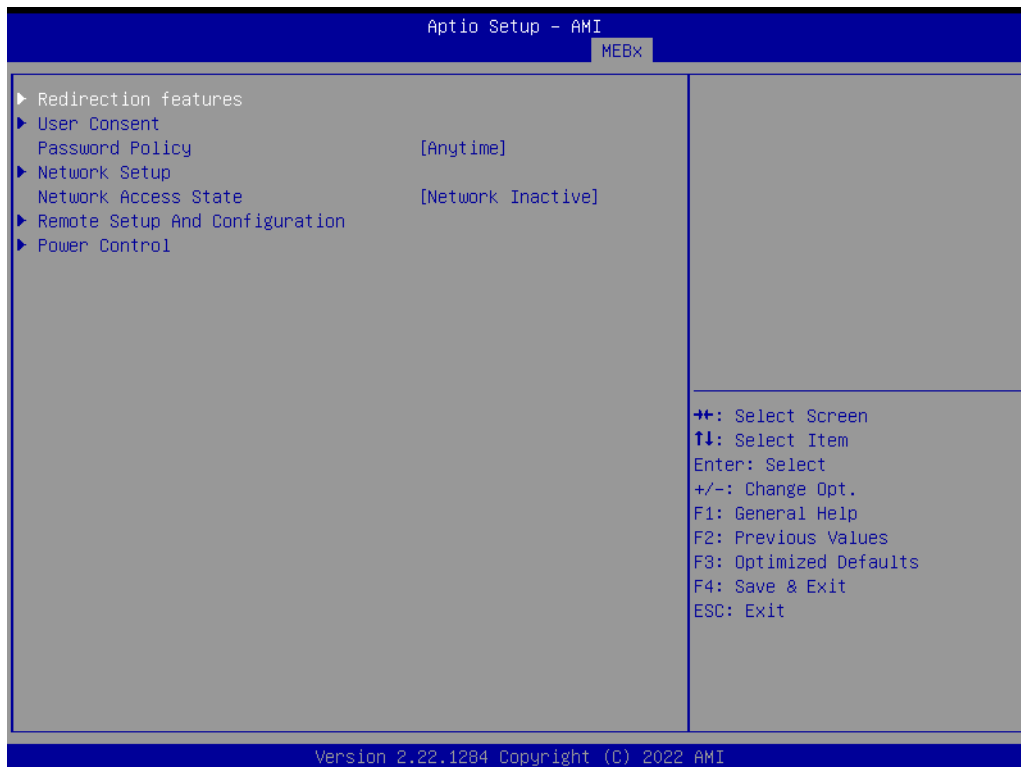 Aptio Setup – AMI
MEBx
▶ Redirection features
▶ User Consent
Password Policy [Anytime]
▶ Network Setup
Network Access State [Network Inactive]
▶ Remote Setup And Configuration
▶ Power Control
→←: Select Screen
↑↓: Select Item
Enter: Select
+/-: Change Opt.
F1: General Help
F2: Previous Values
F3: Optimized Defaults
F4: Save & Exit
ESC: Exit
Version 2.22.1284 Copyright (C) 2022 AMI